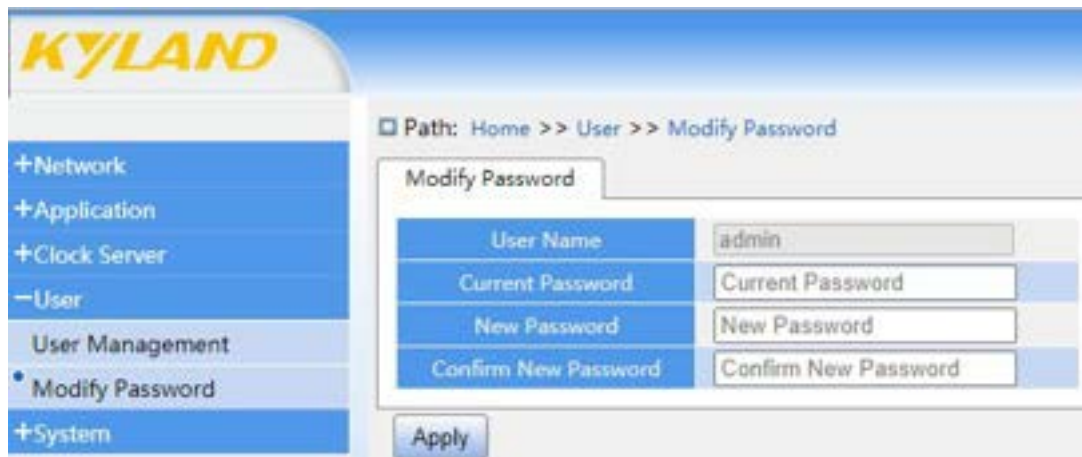 KYLAND
Path: Home >> User >> Modify Password
+Network
+Application
+Clock Server
−User
User Management
Modify Password
+System
Modify Password
User Name admin
Current Password Current Password
New Password New Password
Confirm New Password Confirm New Password
Apply